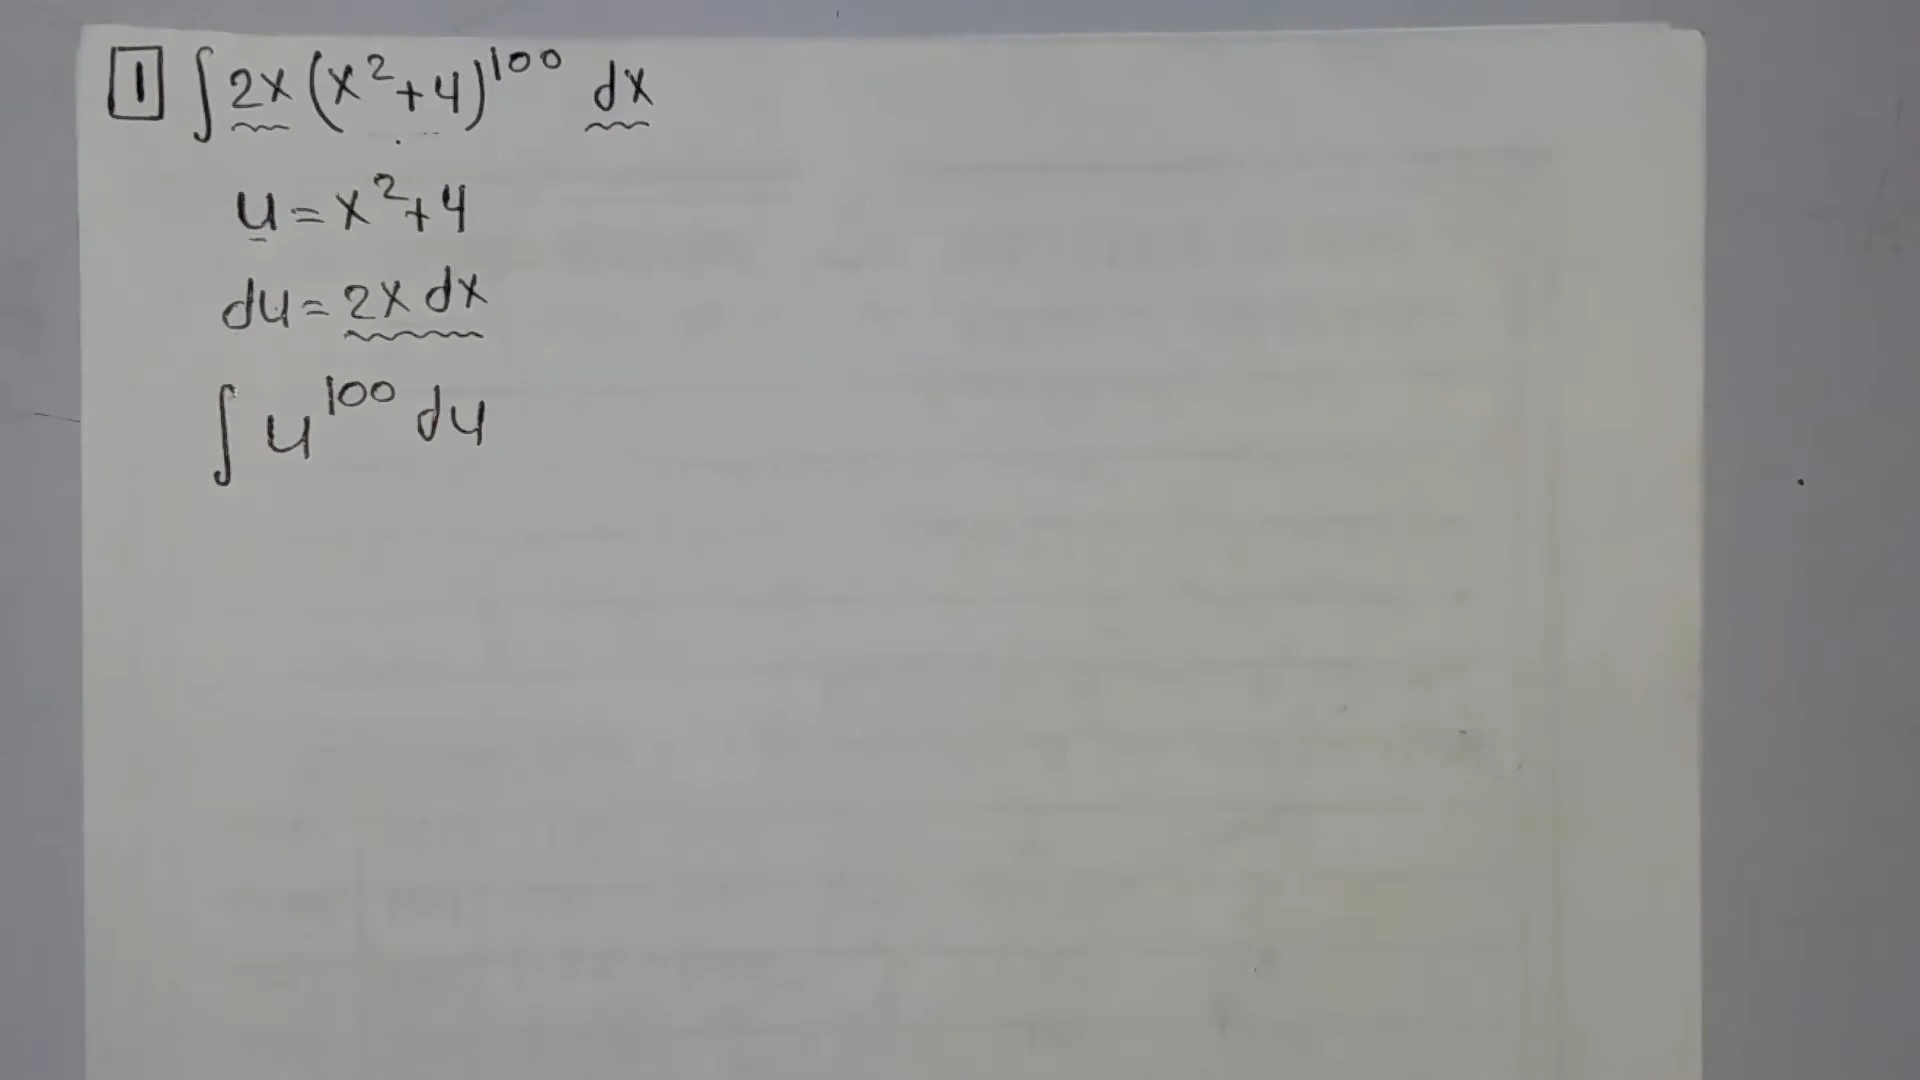 1 ∫ 2x (x²+4)¹⁰⁰ dx
u = x²+4
du = 2x dx
∫ u¹⁰⁰ du